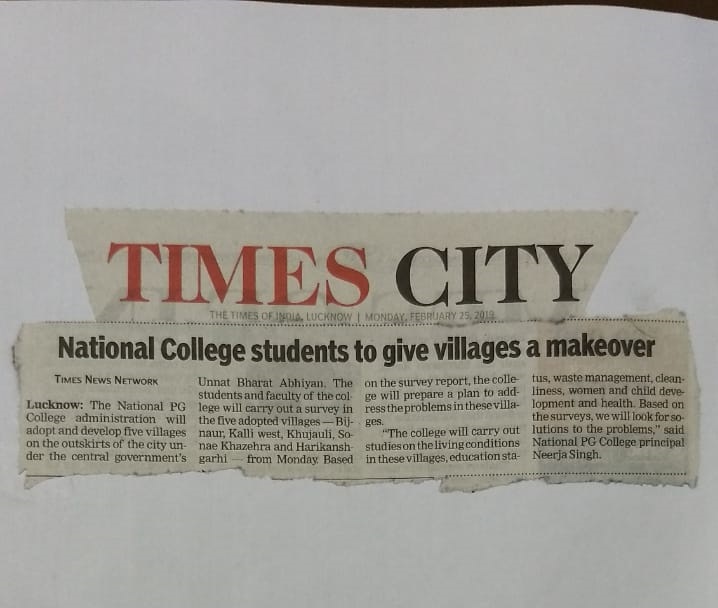 TIMES CITY
THE TIMES OF INDIA, LUCKNOW | MONDAY, FEBRUARY 25, 2019
National College students to give villages a makeover
TIMES NEWS NETWORK
Lucknow: The National PG
College administration will
adopt and develop five villages
on the outskirts of the city un-
der the central government's
Unnat Bharat Abhiyan. The
students and faculty of the col-
lege will carry out a survey in
the five adopted villages — Bij-
naur, Kalli west, Khujauli, So-
nae Khazehra and Harikansh-
garhi — from Monday. Based
on the survey report, the colle-
ge will prepare a plan to add-
ress the problems in these villa-
ges.
"The college will carry out
studies on the living conditions
in these villages, education sta-
tus, waste management, clean-
liness, women and child deve-
lopment and health. Based on
the surveys, we will look for so-
lutions to the problems," said
National PG College principal
Neerja Singh.